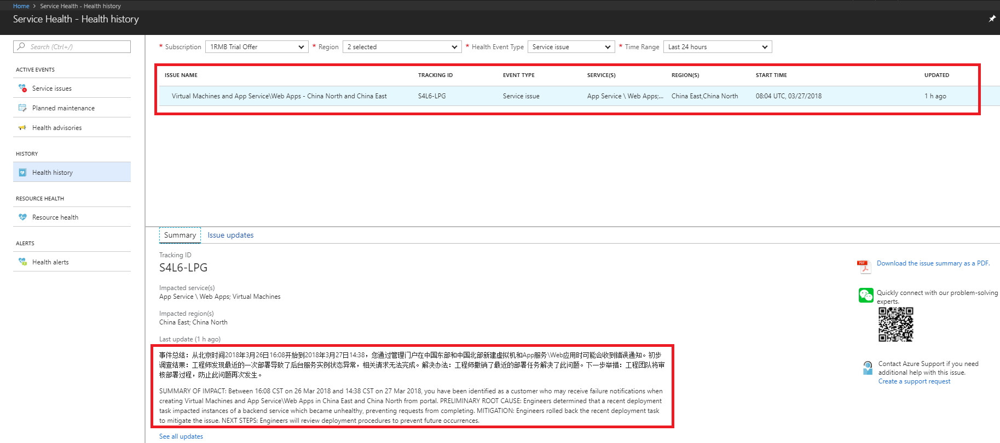 Home > Service Health - Health history
Service Health - Health history
Search (Ctrl+/)
ACTIVE EVENTS
Service issues
Planned maintenance
Health advisories
HISTORY
Health history
RESOURCE HEALTH
Resource health
ALERTS
Health alerts
* Subscription 1RMB Trial Offer * Region 2 selected * Health Event Type Service issue * Time Range Last 24 hours
ISSUE NAME TRACKING ID EVENT TYPE SERVICE(S) REGION(S) START TIME UPDATED
Virtual Machines and App Service\Web Apps - China North and China East S4L6-LPG Service issue App Service \ Web Apps;... China East,China North 08:04 UTC, 03/27/2018 1 h ago
Summary Issue updates
Tracking ID
S4L6-LPG
Impacted service(s)
App Service \ Web Apps; Virtual Machines
Impacted region(s)
China East; China North
Last update (1 h ago)
事件总结：从北京时间2018年3月26日16:08开始到2018年3月27日14:38，您通过管理门户在中国东部和中国北部新建虚拟机和App服务\Web应用时可能会收到错误通知。初步
调查结果：工程师发现最近的一次部署导致了后台服务实例状态异常，相关请求无法完成。解决办法：工程师撤销了最近的部署任务解决了此问题。下一步举措：工程团队将审
核部署过程，防止此问题再次发生。
SUMMARY OF IMPACT: Between 16:08 CST on 26 Mar 2018 and 14:38 CST on 27 Mar 2018, you have been identified as a customer who may receive failure notifications when
creating Virtual Machines and App Service\Web Apps in China East and China North from portal. PRELIMINARY ROOT CAUSE: Engineers determined that a recent deployment
task impacted instances of a backend service which became unhealthy, preventing requests from completing. MITIGATION: Engineers rolled back the recent deployment task
to mitigate the issue. NEXT STEPS: Engineers will review deployment procedures to prevent future occurrences.
See all updates
PDF
Download the issue summary as a PDF.
Quickly connect with our problem-solving
experts.
Contact Azure Support if you need
additional help with this issue.
Create a support request